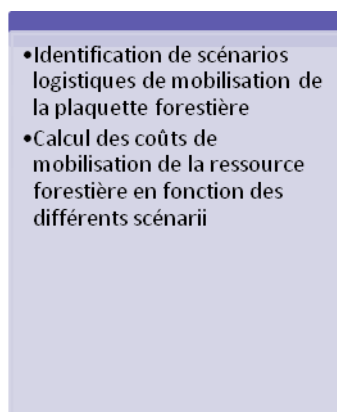 •Identification de scénarios
logistiques de mobilisation de
la plaquette forestière
•Calcul des coûts de
mobilisation de la ressource
forestière en fonction des
différents scénarii